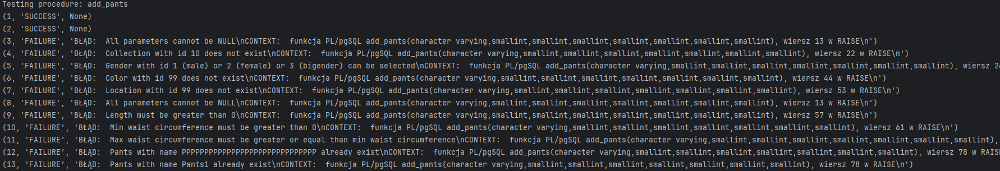 Testing procedure: add_pants
(1, 'SUCCESS', None)
(2, 'SUCCESS', None)
(3, 'FAILURE', 'BŁĄD:  All parameters cannot be NULL\nCONTEXT:  funkcja PL/pgSQL add_pants(character varying,smallint,smallint,smallint,smallint,smallint,smallint,smallint), wiersz 13 w RAISE\n')
(4, 'FAILURE', 'BŁĄD:  Collection with id 10 does not exist\nCONTEXT:  funkcja PL/pgSQL add_pants(character varying,smallint,smallint,smallint,smallint,smallint,smallint,smallint), wiersz 22 w RAISE\n')
(5, 'FAILURE', 'BŁĄD:  Gender with id 1 (male) or 2 (female) or 3 (bigender) can be selected\nCONTEXT:  funkcja PL/pgSQL add_pants(character varying,smallint,smallint,smallint,smallint,smallint,smallint,smallint), wiersz
(6, 'FAILURE', 'BŁĄD:  Color with id 99 does not exist\nCONTEXT:  funkcja PL/pgSQL add_pants(character varying,smallint,smallint,smallint,smallint,smallint,smallint,smallint), wiersz 44 w RAISE\n')
(7, 'FAILURE', 'BŁĄD:  Location with id 99 does not exist\nCONTEXT:  funkcja PL/pgSQL add_pants(character varying,smallint,smallint,smallint,smallint,smallint,smallint,smallint), wiersz 53 w RAISE\n')
(8, 'FAILURE', 'BŁĄD:  All parameters cannot be NULL\nCONTEXT:  funkcja PL/pgSQL add_pants(character varying,smallint,smallint,smallint,smallint,smallint,smallint,smallint), wiersz 13 w RAISE\n')
(9, 'FAILURE', 'BŁĄD:  Length must be greater than 0\nCONTEXT:  funkcja PL/pgSQL add_pants(character varying,smallint,smallint,smallint,smallint,smallint,smallint,smallint), wiersz 57 w RAISE\n')
(10, 'FAILURE', 'BŁĄD:  Min waist circumference must be greater than 0\nCONTEXT:  funkcja PL/pgSQL add_pants(character varying,smallint,smallint,smallint,smallint,smallint,smallint,smallint), wiersz 61 w RAISE\n')
(11, 'FAILURE', 'BŁĄD:  Max waist circumference must be greater or equal than min waist circumference\nCONTEXT:  funkcja PL/pgSQL add_pants(character varying,smallint,smallint,smallint,smallint,smallint,smallint,smallint),
(12, 'FAILURE', 'BŁĄD:  Pants with name PPPPPPPPPPPPPPPPPPPPPPPPPPPPPP already exist\nCONTEXT:  funkcja PL/pgSQL add_pants(character varying,smallint,smallint,smallint,smallint,smallint,smallint,smallint), wiersz 78 w RAIS
(13, 'FAILURE', 'BŁĄD:  Pants with name Pants1 already exist\nCONTEXT:  funkcja PL/pgSQL add_pants(character varying,smallint,smallint,smallint,smallint,smallint,smallint,smallint), wiersz 78 w RAISE\n')